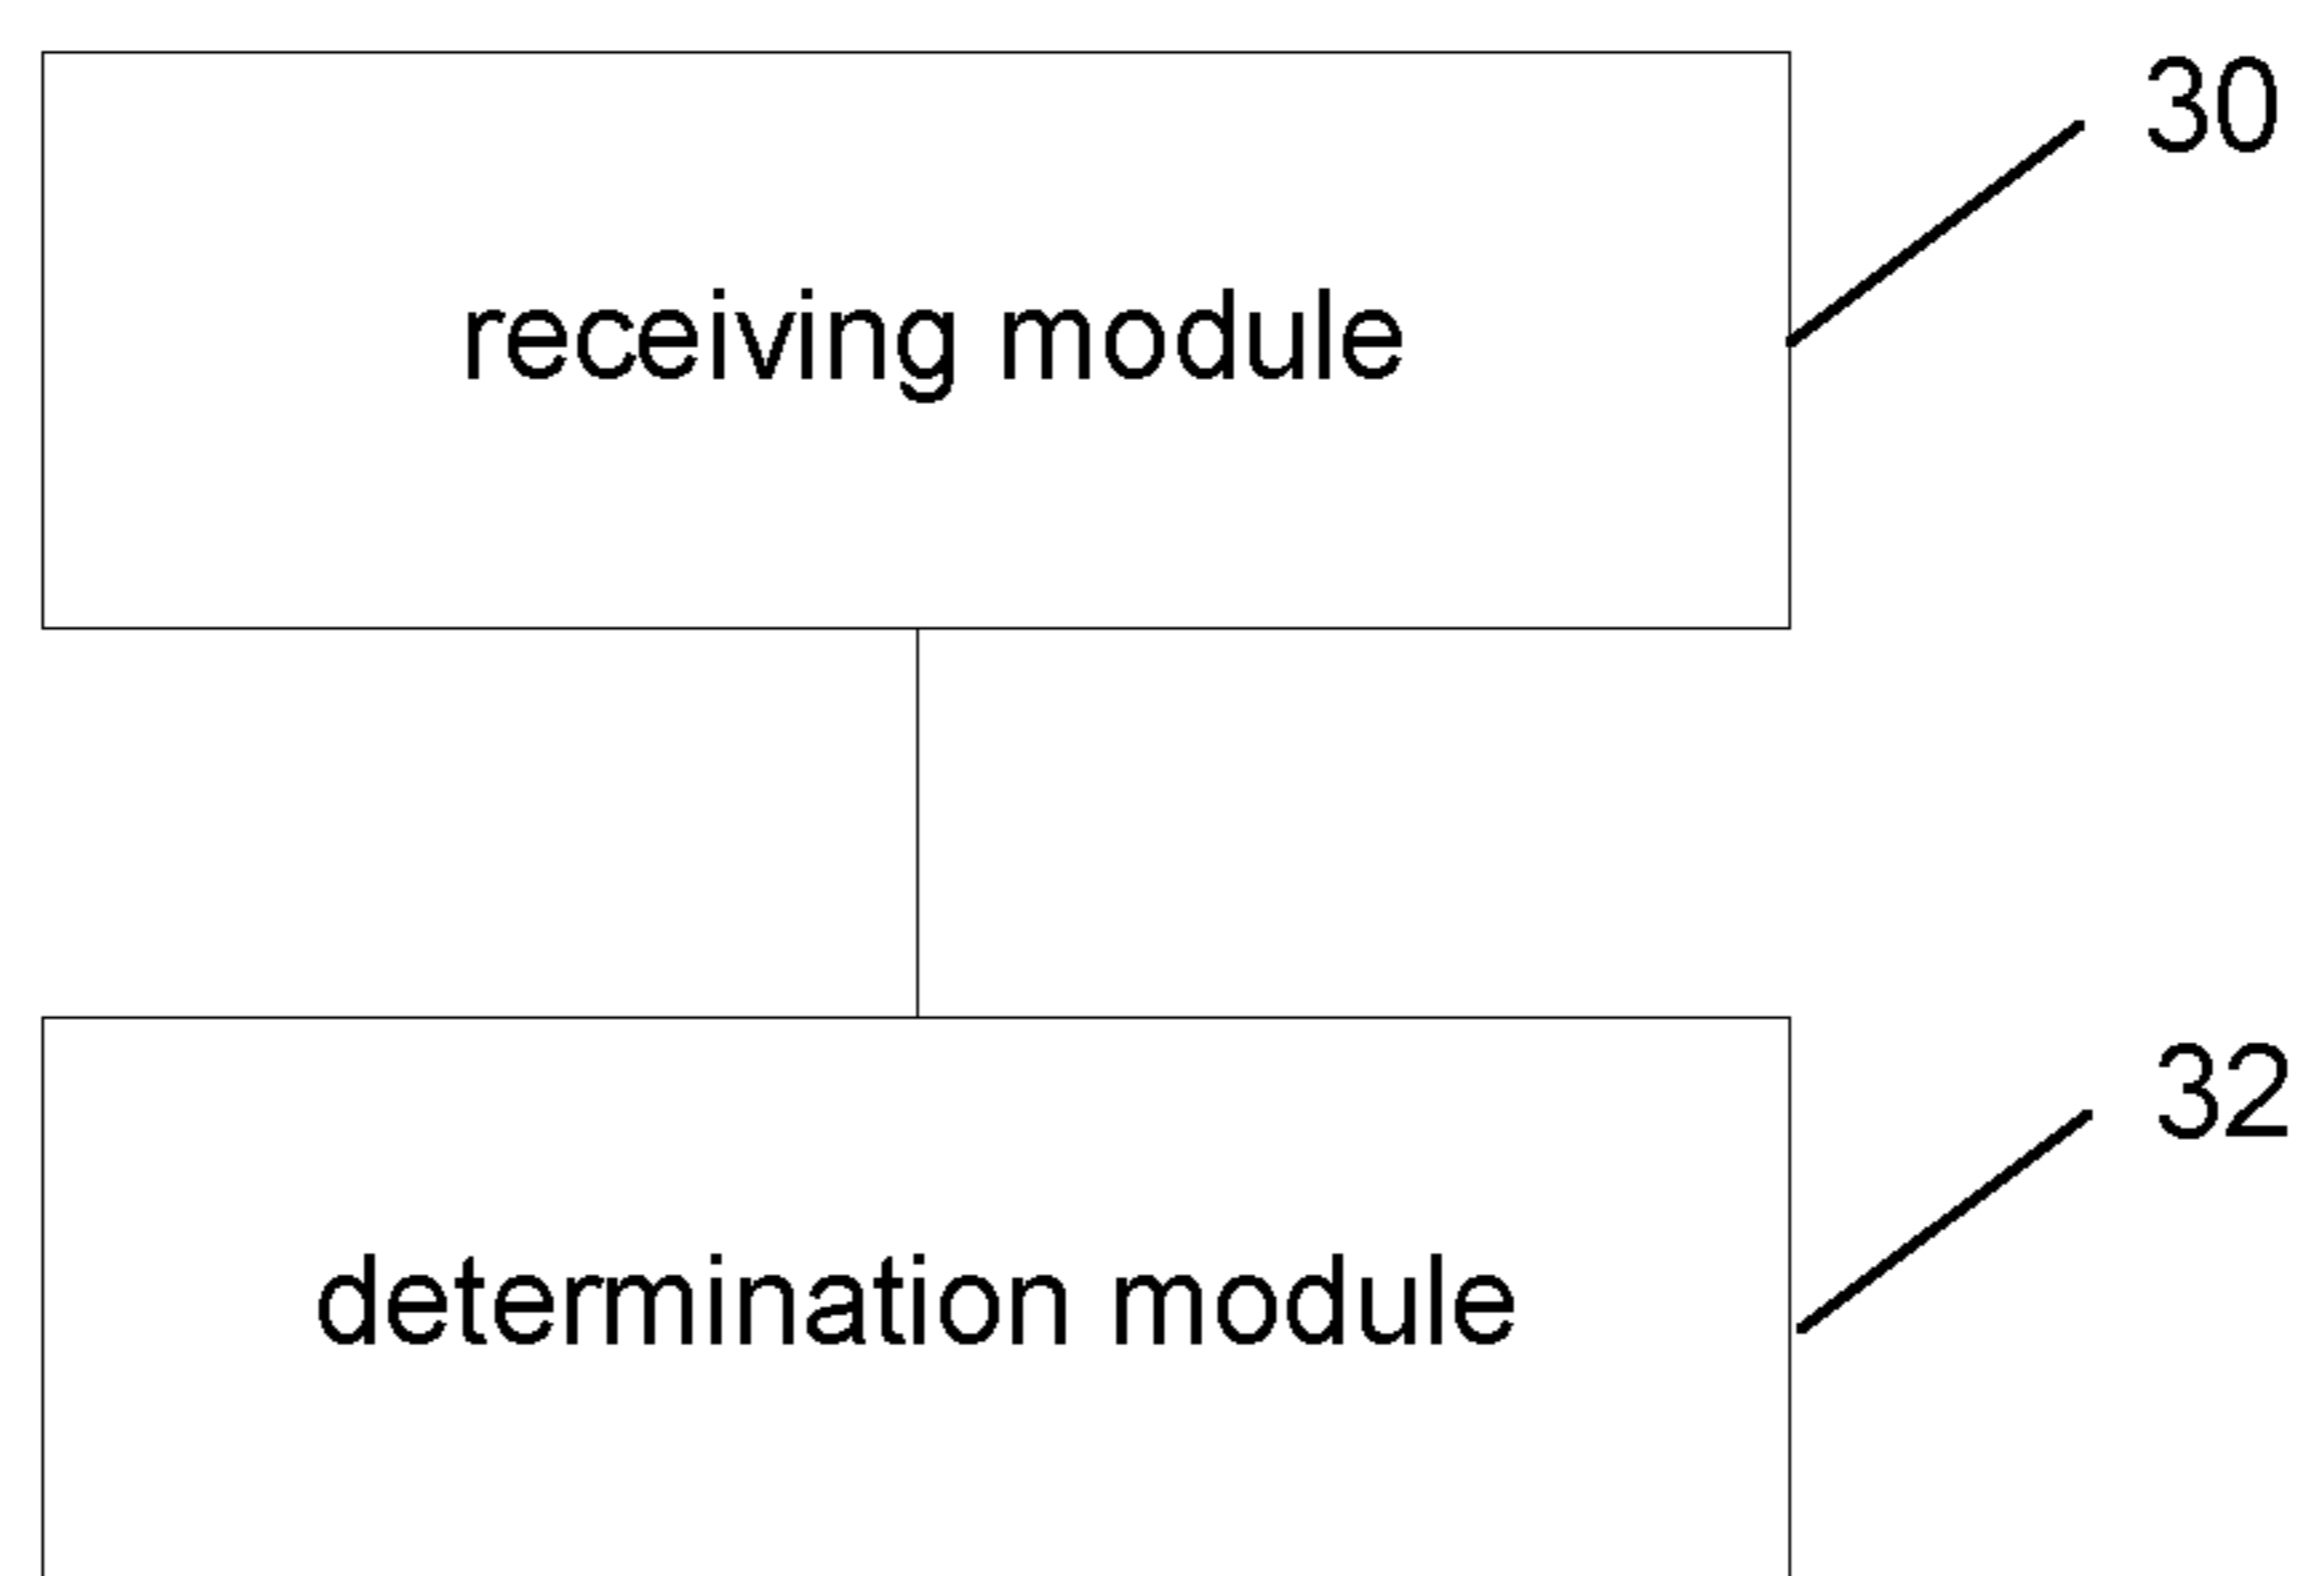 30
receiving module
32
determination module